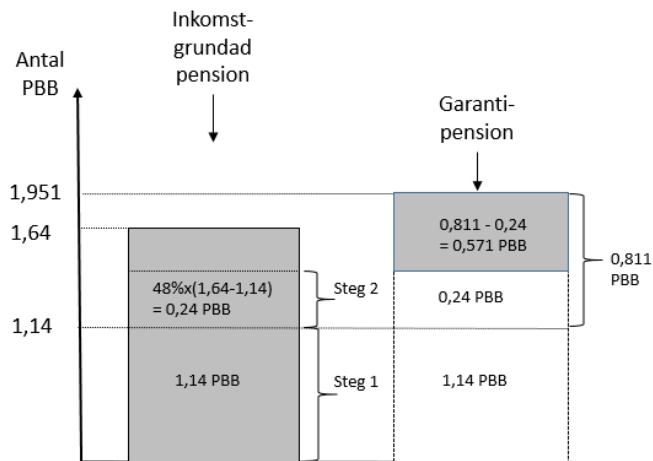 Inkomst-
grundad
pension
Antal
PBB
Garanti-
pension
1,951
1,64
0,811 - 0,24
= 0,571 PBB
0,811
PBB
48%x(1,64-1,14)
= 0,24 PBB
Steg 2
0,24 PBB
1,14
Steg 1
1,14 PBB
1,14 PBB